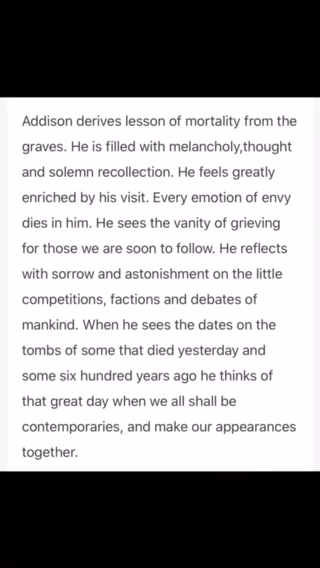 Addison derives lesson of mortality from the
graves. He is filled with melancholy,thought
and solemn recollection. He feels greatly
enriched by his visit. Every emotion of envy
dies in him. He sees the vanity of grieving
for those we are soon to follow. He reflects
with sorrow and astonishment on the little
competitions, factions and debates of
mankind. When he sees the dates on the
tombs of some that died yesterday and
some six hundred years ago he thinks of
that great day when we all shall be
contemporaries, and make our appearances
together.